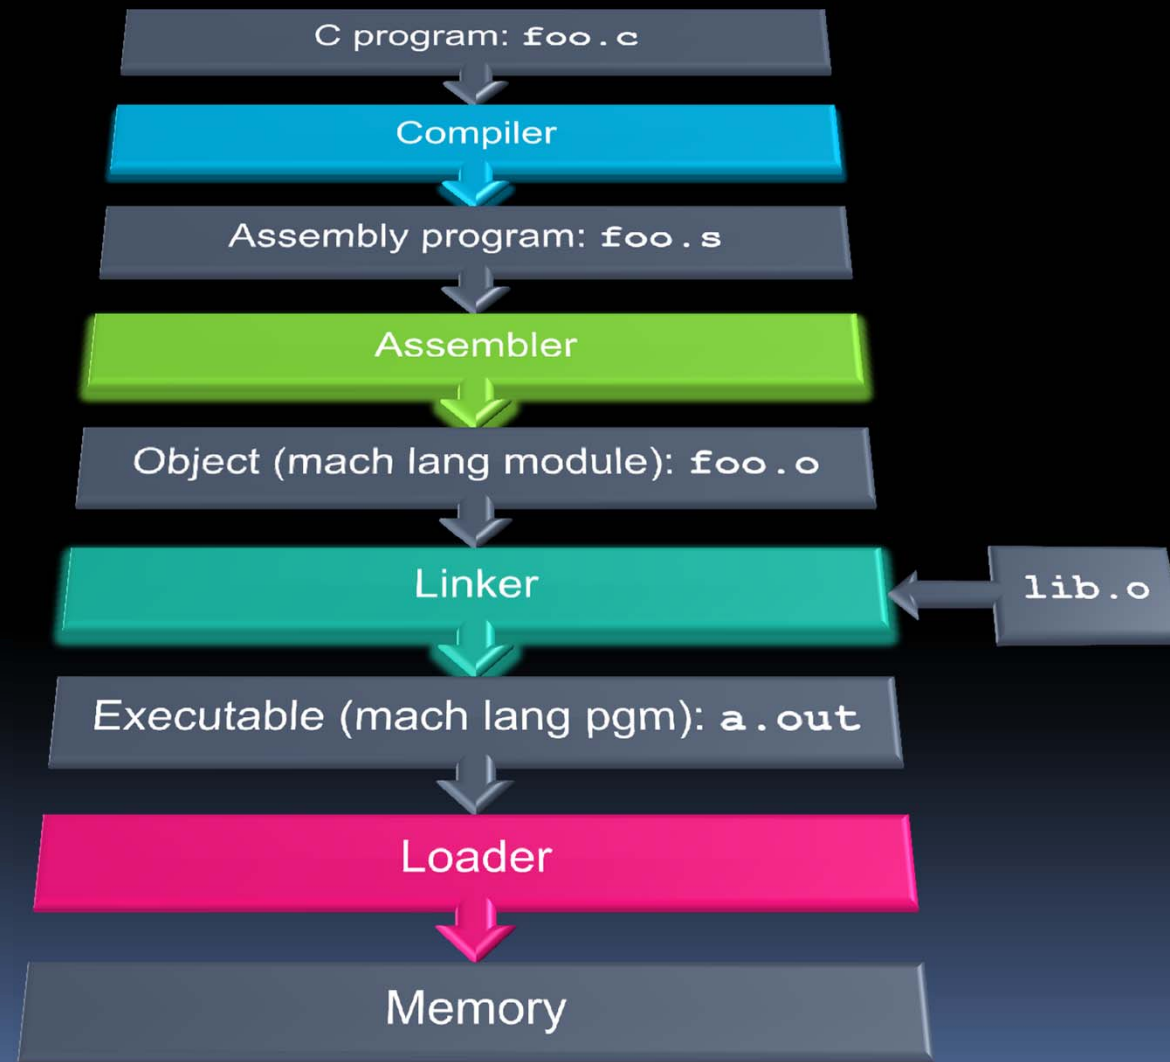 C program: foo.c
Compiler
Assembly program: foo.s
Assembler
Object (mach lang module): foo.o
Linker
lib.o
Executable (mach lang pgm): a.out
Loader
Memory